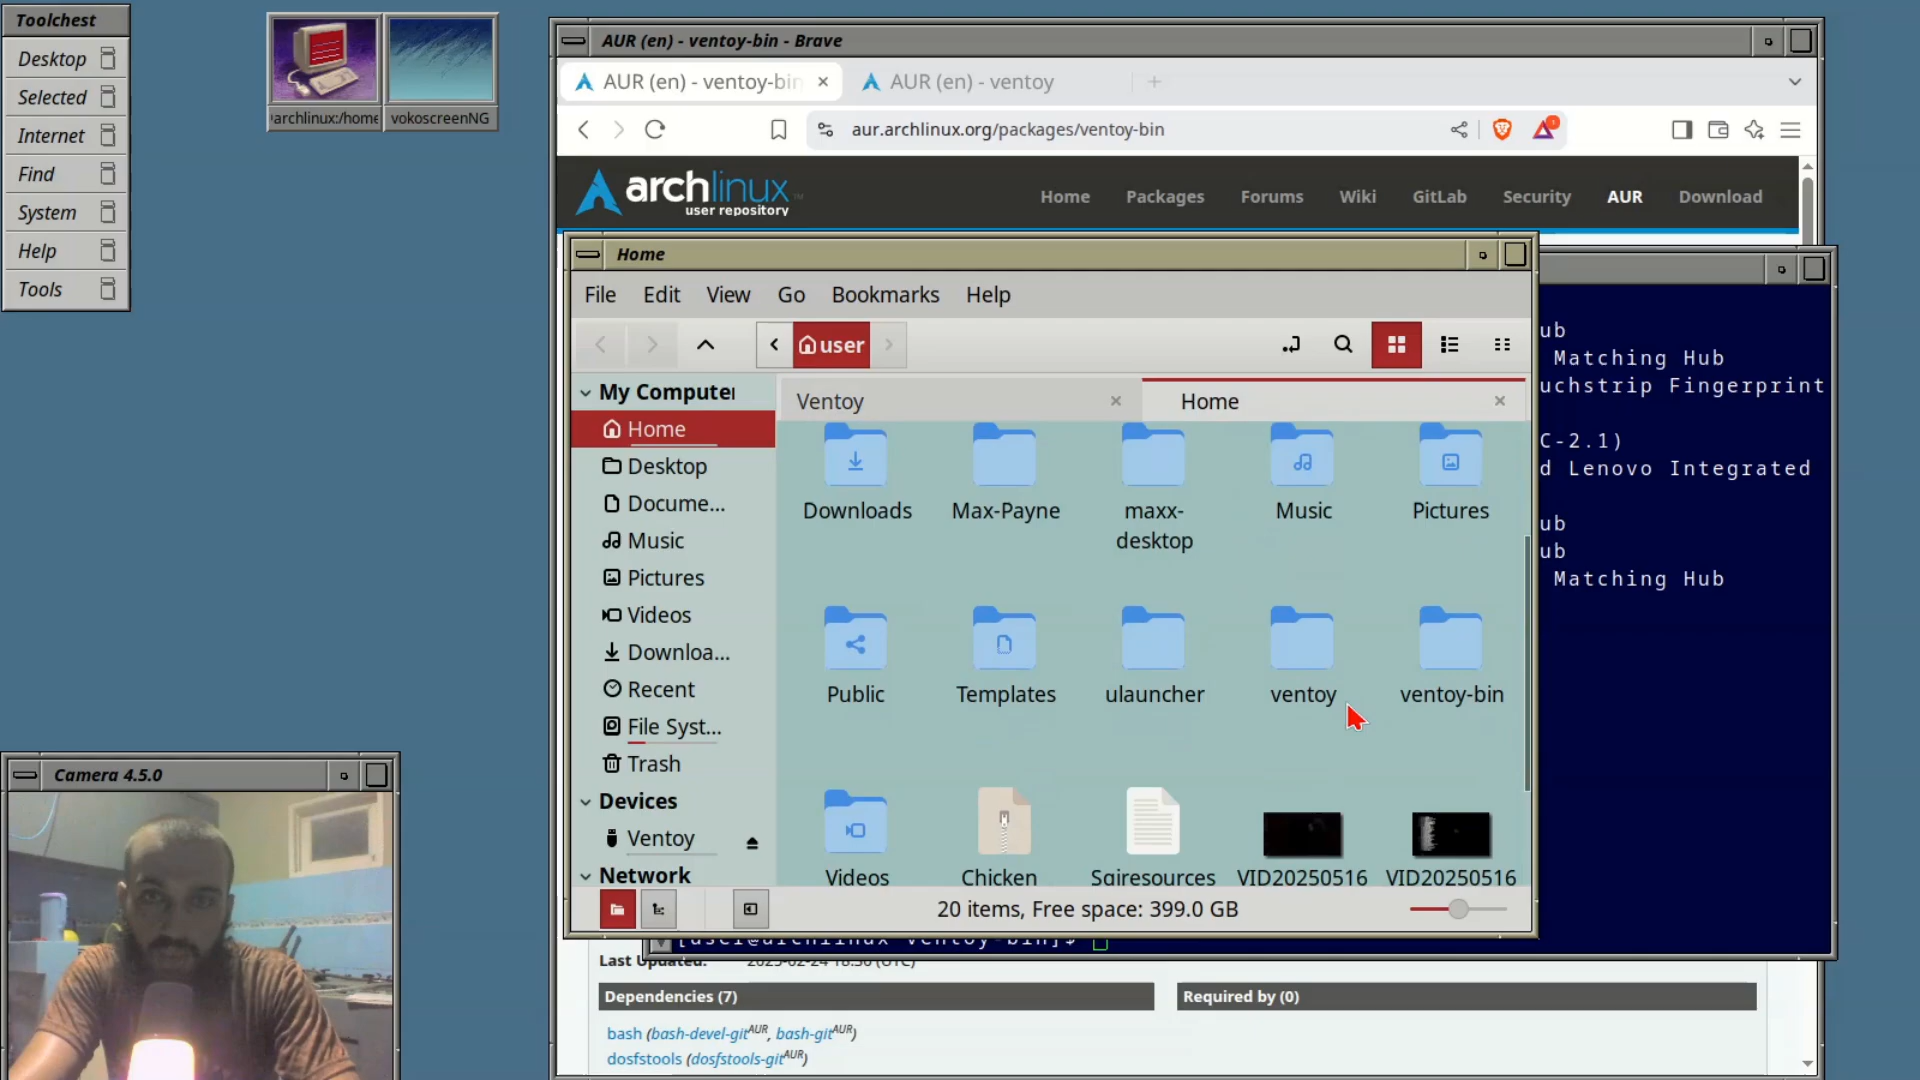 Toolchest
Desktop
Selected
Internet
Find
System
Help
Tools
archlinux:/home
vokoscreenNG
AUR (en) - ventoy-bin - Brave
AUR (en) - ventoy-bin
AUR (en) - ventoy
aur.archlinux.org/packages/ventoy-bin
archlinux
user repository
Home
Packages
Forums
Wiki
GitLab
Security
AUR
Download
Home
File
Edit
View
Go
Bookmarks
Help
user
My Computer
Home
Desktop
Docume...
Music
Pictures
Videos
Downloa...
Recent
File Syst...
Trash
Devices
Ventoy
Network
Ventoy
Home
Downloads
Max-Payne
maxx-
desktop
Music
Pictures
Public
Templates
ulauncher
ventoy
ventoy-bin
Videos
Chicken
Sgiresources
VID20250516
VID20250516
20 items, Free space: 399.0 GB
ub
Matching Hub
uchstrip Fingerprint
C-2.1)
d Lenovo Integrated
ub
ub
Matching Hub
[user@archlinux ventoy-bin]$
Last Updated:
Dependencies (7)
Required by (0)
bash (bash-devel-gitAUR, bash-gitAUR)
dosfstools (dosfstools-gitAUR)
Camera 4.5.0